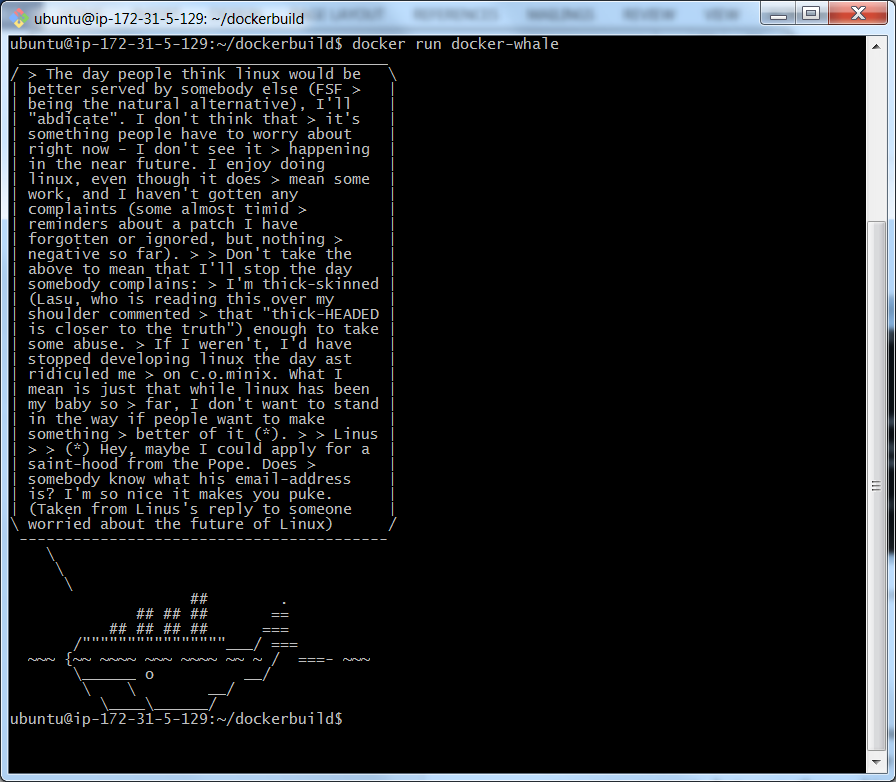 ubuntu@ip-172-31-5-129: ~/dockerbuild
PAGE LAYOUT REFERENCES MAILINGS REVIEW VIEW
ubuntu@ip-172-31-5-129:~/dockerbuild$ docker run docker-whale
 _________________________________________
/ > The day people think linux would be   \
| better served by somebody else (FSF >   |
| being the natural alternative), I'll    |
| "abdicate". I don't think that > it's   |
| something people have to worry about    |
| right now - I don't see it > happening  |
| in the near future. I enjoy doing       |
| linux, even though it does > mean some  |
| work, and I haven't gotten any          |
| complaints (some almost timid >         |
| reminders about a patch I have          |
| forgotten or ignored, but nothing >     |
| negative so far). > > Don't take the    |
| above to mean that I'll stop the day    |
| somebody complains: > I'm thick-skinned |
| (Lasu, who is reading this over my      |
| shoulder commented > that "thick-HEADED |
| is closer to the truth") enough to take |
| some abuse. > If I weren't, I'd have    |
| stopped developing linux the day ast    |
| ridiculed me > on c.o.minix. What I     |
| mean is just that while linux has been  |
| my baby so > far, I don't want to stand |
| in the way if people want to make       |
| something > better of it (*). > > Linus |
| > > (*) Hey, maybe I could apply for a  |
| saint-hood from the Pope. Does >        |
| somebody know what his email-address    |
| is? I'm so nice it makes you puke.      |
| (Taken from Linus's reply to someone    |
\ worried about the future of Linux)      /
 -----------------------------------------
    \
     \
      \
                    ##        .
              ## ## ##       ==
           ## ## ## ##      ===
       /""""""""""""""""___/ ===
  ~~~ {~~ ~~~~ ~~~ ~~~~ ~~ ~ /  ===- ~~~
       \______ o          __/
        \    \        __/
          \____\______/
ubuntu@ip-172-31-5-129:~/dockerbuild$